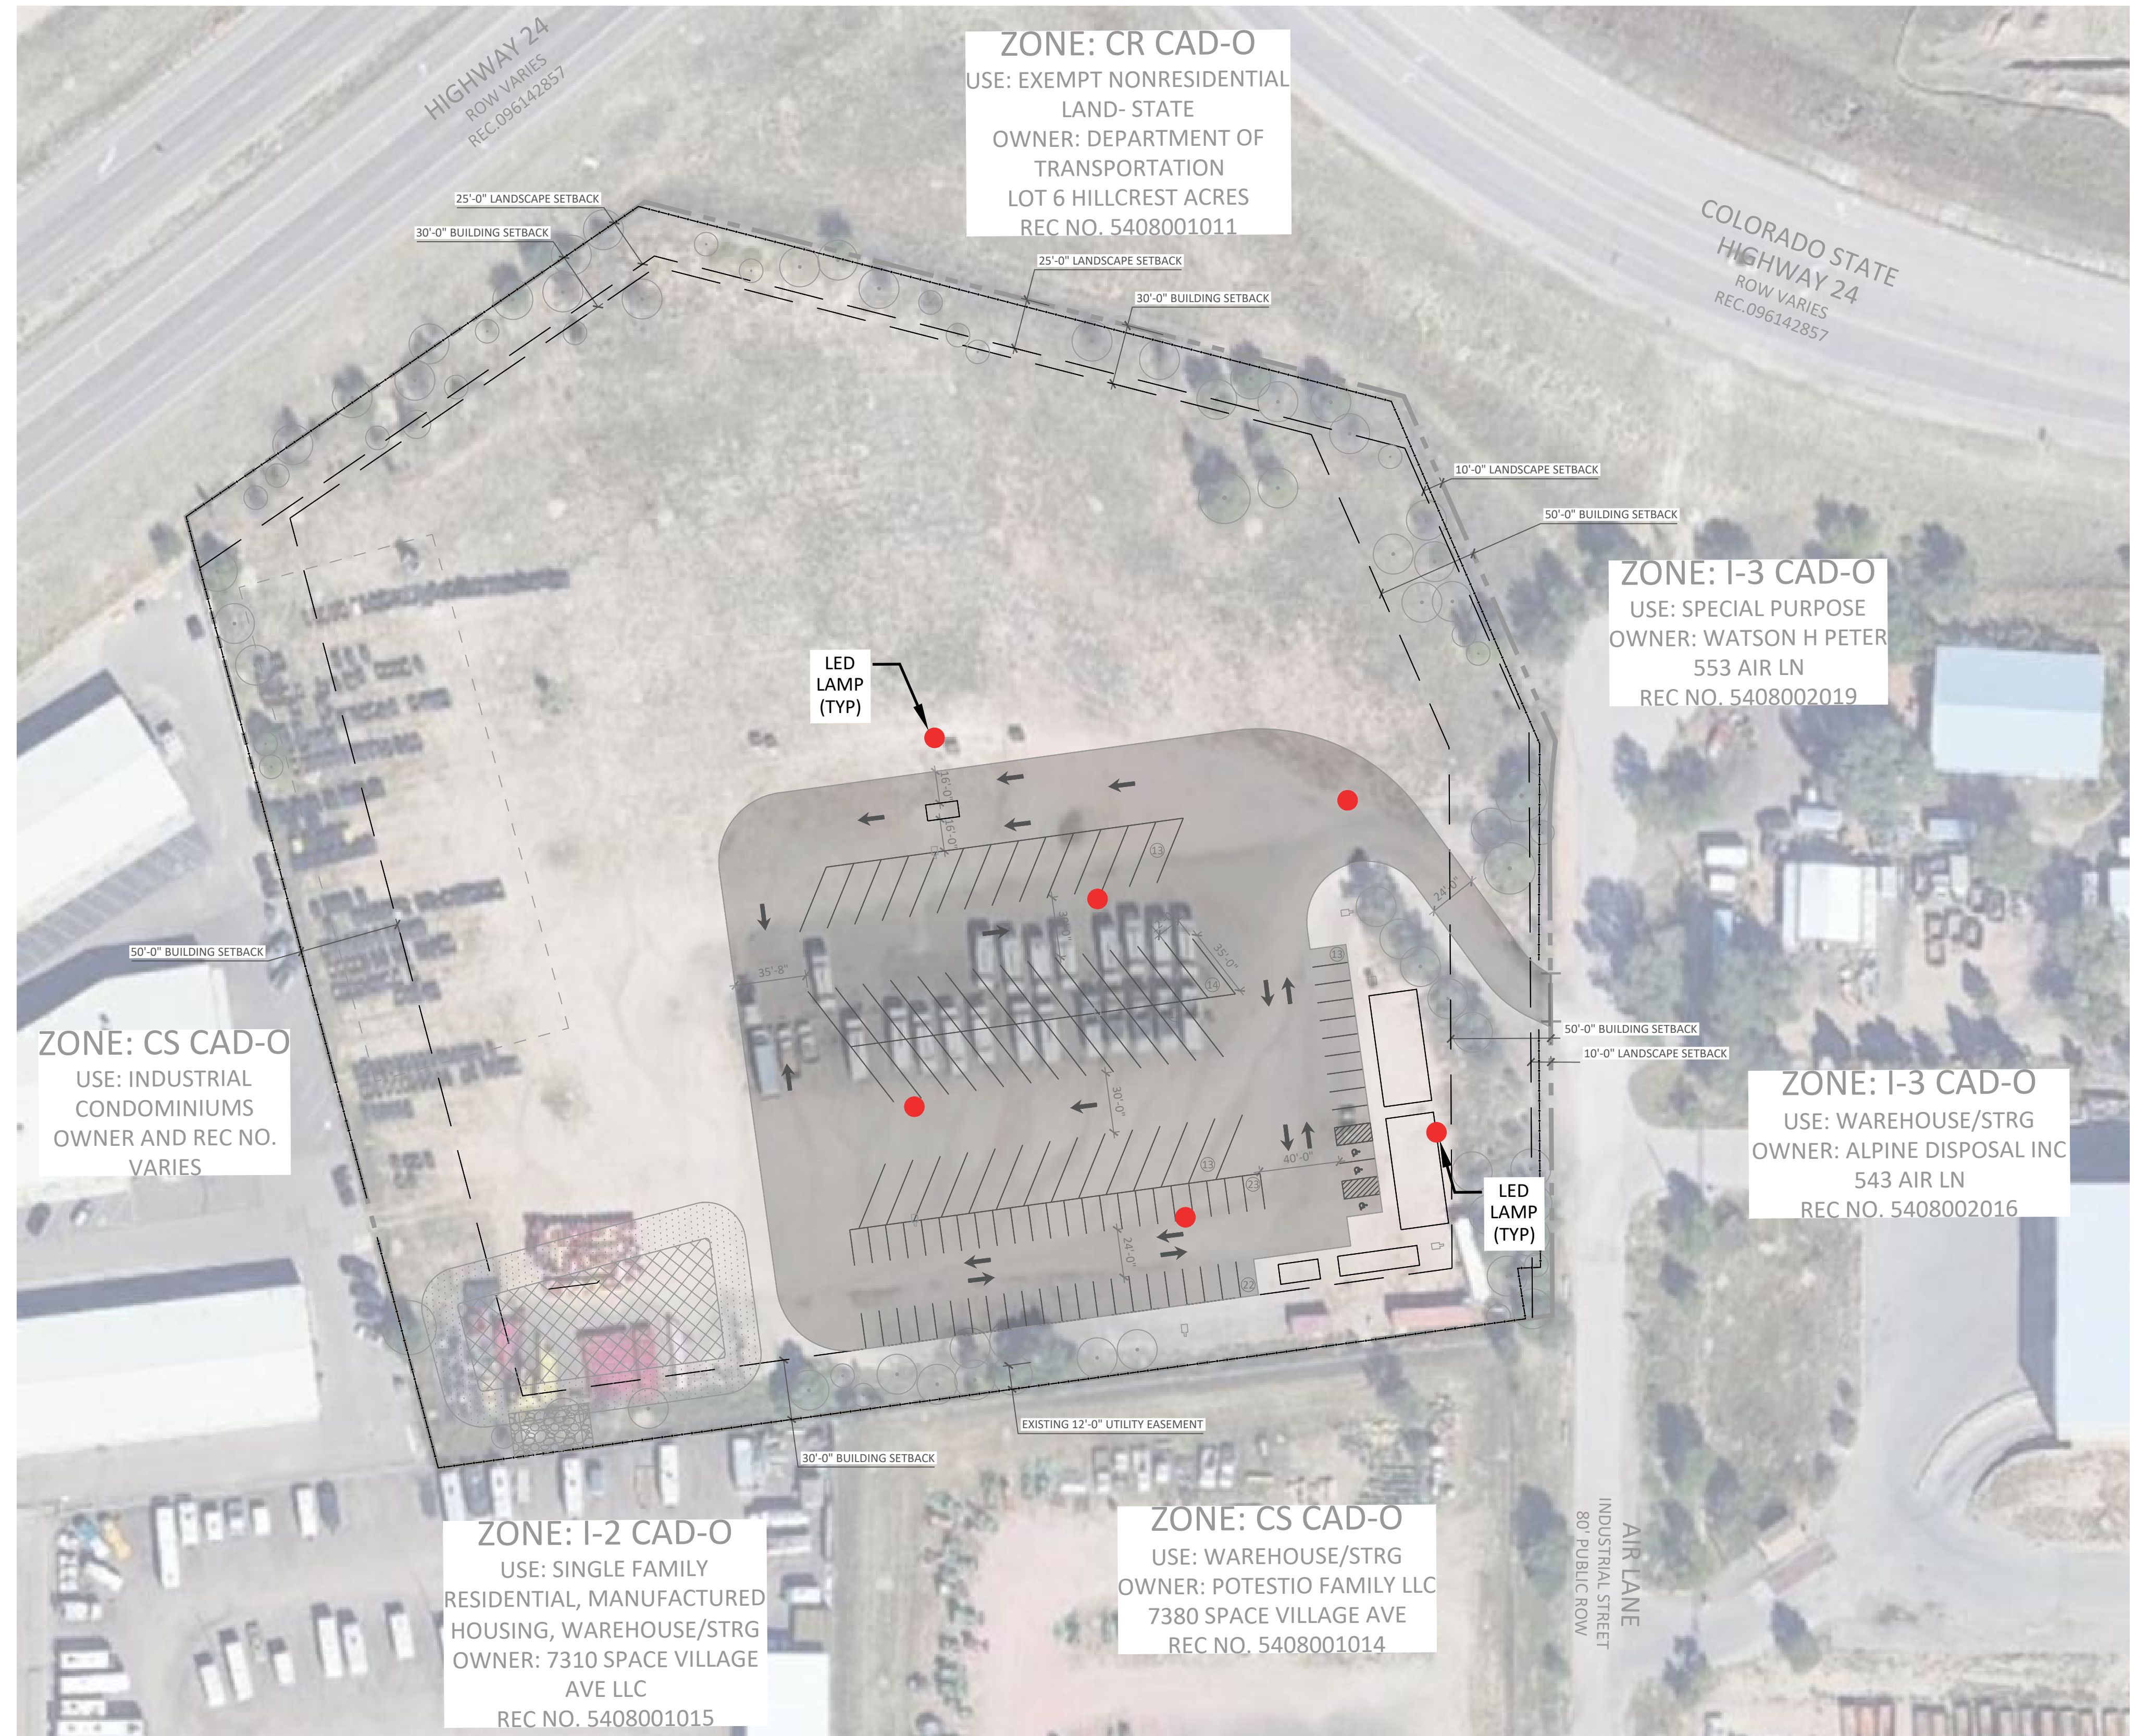 HIGHWAY 24
ROW VARIES
REC.096142857
ZONE: CR CAD-O
USE: EXEMPT NONRESIDENTIAL
LAND- STATE
OWNER: DEPARTMENT OF
TRANSPORTATION
LOT 6 HILLCREST ACRES
REC NO. 5408001011
COLORADO STATE
HIGHWAY 24
ROW VARIES
REC.096142857
25'-0" LANDSCAPE SETBACK
30'-0" BUILDING SETBACK
25'-0" LANDSCAPE SETBACK
30'-0" BUILDING SETBACK
10'-0" LANDSCAPE SETBACK
50'-0" BUILDING SETBACK
ZONE: I-3 CAD-O
USE: SPECIAL PURPOSE
OWNER: WATSON H PETER
553 AIR LN
REC NO. 5408002019
LED
LAMP
(TYP)
16'-0"
16'-0"
13
24'-0"
36'-0"
35'-0"
13
35'-8"
14
50'-0" BUILDING SETBACK
50'-0" BUILDING SETBACK
10'-0" LANDSCAPE SETBACK
ZONE: CS CAD-O
USE: INDUSTRIAL
CONDOMINIUMS
OWNER AND REC NO.
VARIES
ZONE: I-3 CAD-O
USE: WAREHOUSE/STRG
OWNER: ALPINE DISPOSAL INC
543 AIR LN
REC NO. 5408002016
30'-0"
40'-0"
13
23
LED
LAMP
(TYP)
24'-0"
22
EXISTING 12'-0" UTILITY EASEMENT
30'-0" BUILDING SETBACK
ZONE: I-2 CAD-O
USE: SINGLE FAMILY
RESIDENTIAL, MANUFACTURED
HOUSING, WAREHOUSE/STRG
OWNER: 7310 SPACE VILLAGE
AVE LLC
REC NO. 5408001015
ZONE: CS CAD-O
USE: WAREHOUSE/STRG
OWNER: POTESTIO FAMILY LLC
7380 SPACE VILLAGE AVE
REC NO. 5408001014
AIR LANE
INDUSTRIAL STREET
80' PUBLIC ROW